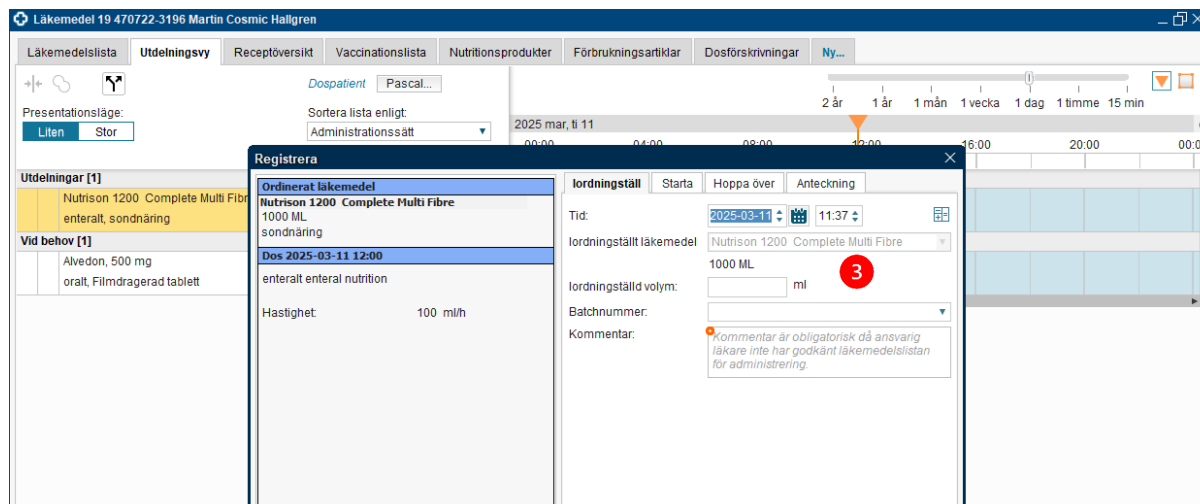 Läkemedel 19 470722-3196 Martin Cosmic Hallgren
Läkemedelslista Utdelningsvy Receptöversikt Vaccinationslista Nutritionsprodukter Förbrukningsartiklar Dosförskrivningar Ny...
Dospatient Pascal...
Presentationsläge:
Liten Stor
Sortera lista enligt:
Administrationssätt
2 år 1 år 1 mån 1 vecka 1 dag 1 timme 15 min
2025 mar, ti 11
00:00 04:00 08:00 12:00 16:00 20:00 00:0
Utdelningar [1]
Nutrison 1200 Complete Multi Fibr
enteralt, sondnäring
Vid behov [1]
Alvedon, 500 mg
oralt, Filmdragerad tablett
Registrera
Ordinerat läkemedel
Nutrison 1200 Complete Multi Fibre
1000 ML
sondnäring
Dos 2025-03-11 12:00
enteralt enteral nutrition
Hastighet: 100 ml/h
Iordningställ Starta Hoppa över Anteckning
Tid: 2025-03-11 11:37
Iordningställt läkemedel Nutrison 1200 Complete Multi Fibre
1000 ML
3
Iordningställd volym: ml
Batchnummer:
Kommentar: Kommentar är obligatorisk då ansvarig
läkare inte har godkänt läkemedelslistan
för administrering.